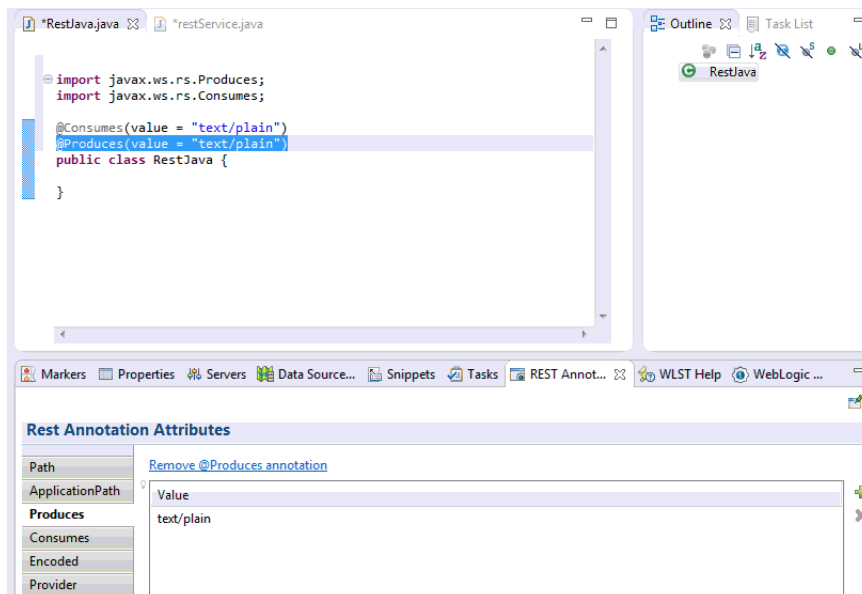 *RestJava.java *restService.java
Outline Task List
import javax.ws.rs.Produces;
RestJava
import javax.ws.rs.Consumes;
@Consumes(value = "text/plain")
@Produces(value = "text/plain")
public class RestJava {
}
Markers Properties Servers Data Source... Snippets Tasks REST Annot... WLST Help WebLogic ...
Rest Annotation Attributes
Path
Remove @Produces annotation
ApplicationPath
Value
Produces
text/plain
Consumes
Encoded
Provider